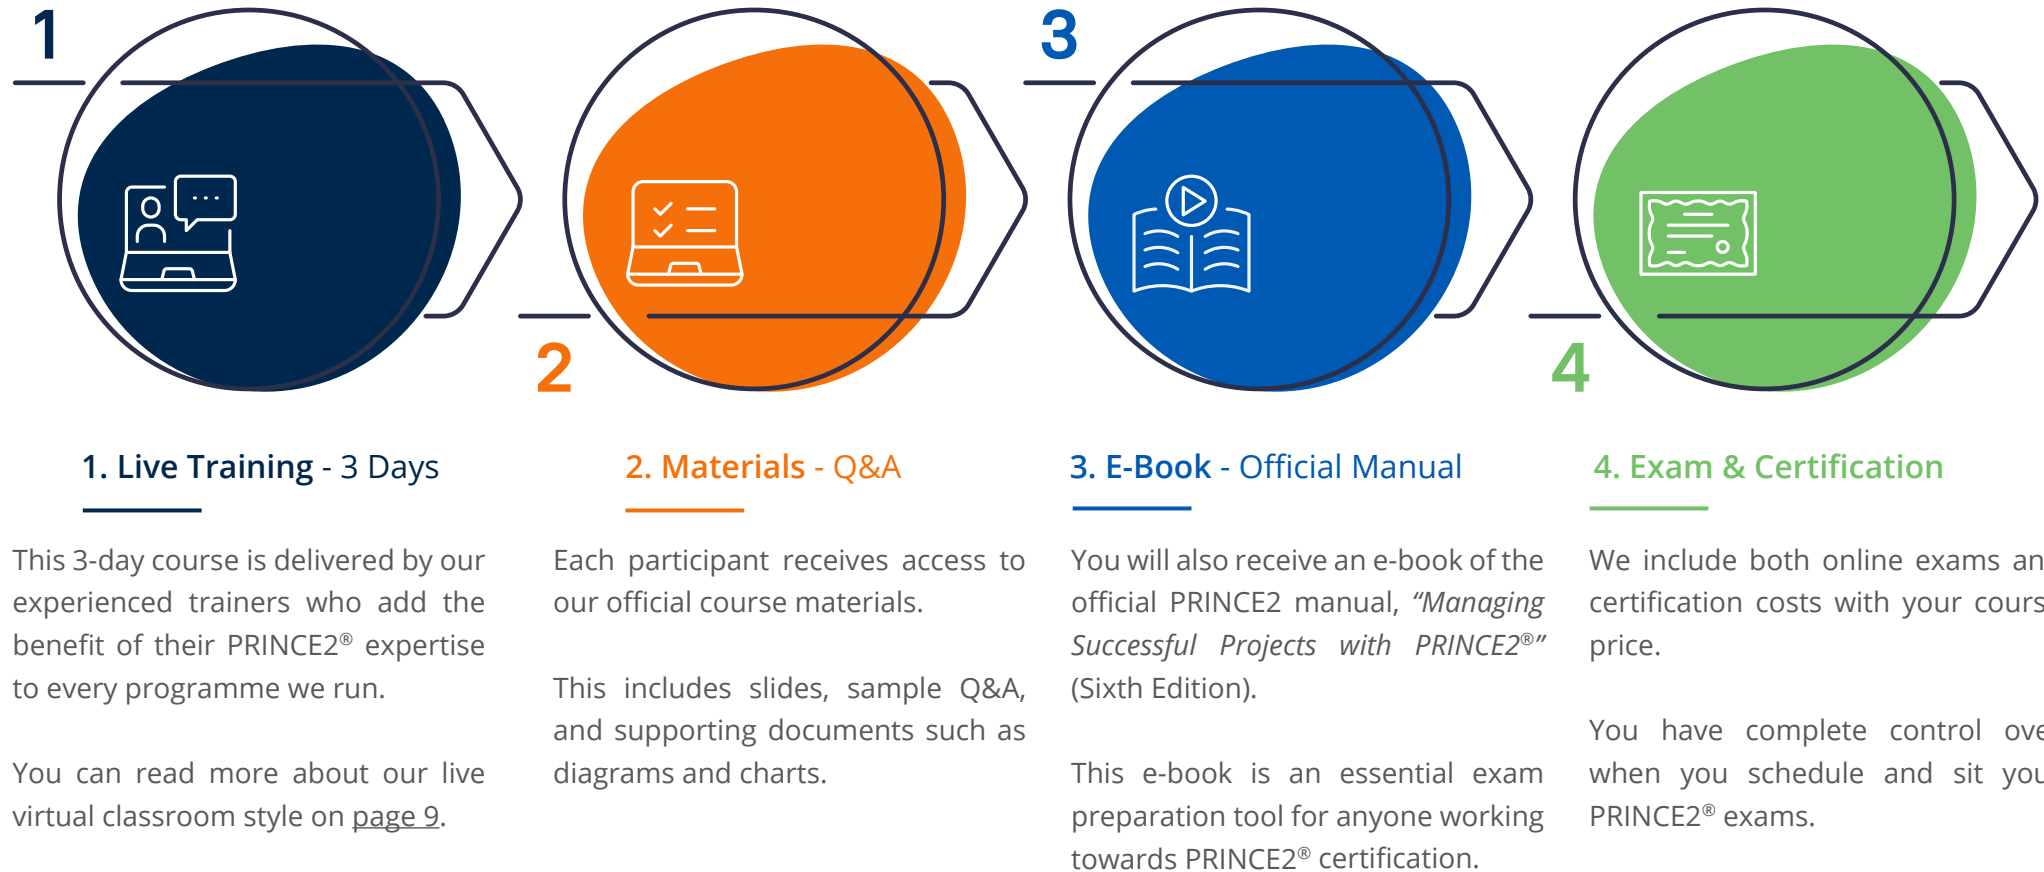 1
2
3
4
1. Live Training - 3 Days
This 3-day course is delivered by our
experienced trainers who add the
benefit of their PRINCE2® expertise
to every programme we run.
You can read more about our live
virtual classroom style on page 9.
2. Materials - Q&A
Each participant receives access to
our official course materials.
This includes slides, sample Q&A,
and supporting documents such as
diagrams and charts.
3. E-Book - Official Manual
You will also receive an e-book of the
official PRINCE2 manual, “Managing
Successful Projects with PRINCE2®”
(Sixth Edition).
This e-book is an essential exam
preparation tool for anyone working
towards PRINCE2® certification.
4. Exam & Certification
We include both online exams an
certification costs with your cours
price.
You have complete control ove
when you schedule and sit you
PRINCE2® exams.